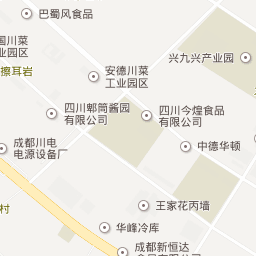 巴蜀风食品
国川菜
园区
安德川菜
工业园区
兴九兴产业园
擦耳岩
四川郫筒酱园
有限公司
四川今煌食品
有限公司
成都川电
电源设备厂
中德华顿
村
王家花丙墙
华峰冷库
成都新恒达